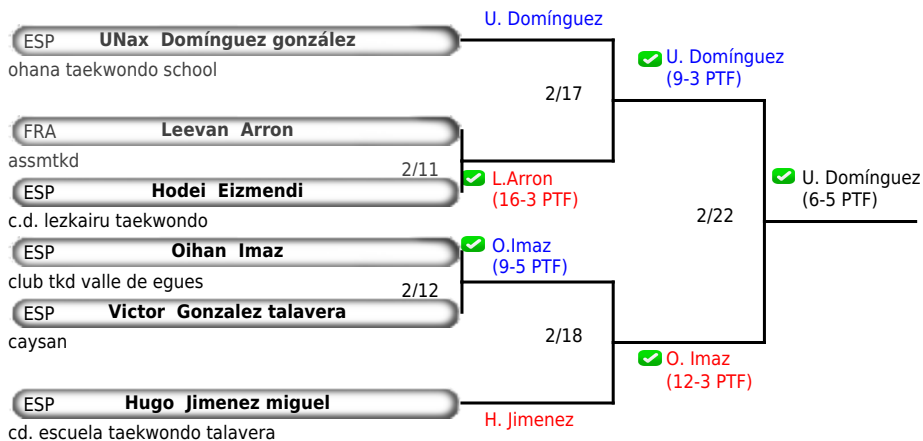 U. Domínguez
ESP UNax Domínguez gonzález
ohana taekwondo school
U. Domínguez
(9-3 PTF)
2/17
FRA Leevan Arron
assmtkd
2/11
L.Arron
(16-3 PTF)
ESP Hodei Eizmendi
c.d. lezkairu taekwondo
U. Domínguez
(6-5 PTF)
2/22
ESP Oihan Imaz
club tkd valle de egues
O.Imaz
(9-5 PTF)
2/12
ESP Victor Gonzalez talavera
caysan
2/18
O. Imaz
(12-3 PTF)
ESP Hugo Jimenez miguel
cd. escuela taekwondo talavera
H. Jimenez